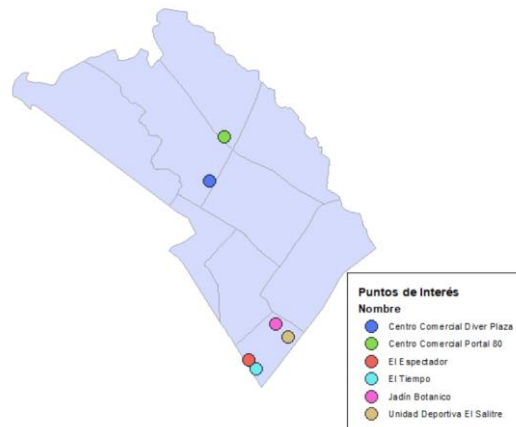 Puntos de Interés
Nombre
Centro Comercial Diver Plaza
Centro Comercial Portal 80
El Espectador
El Tiempo
Jadín Botanico
Unidad Deportiva El Salitre